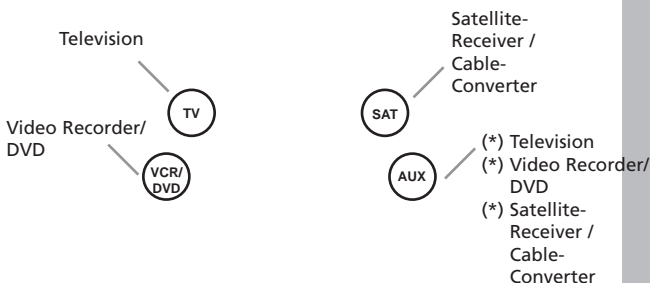 Television
TV
Video Recorder/
DVD
VCR/
DVD
Satellite-
Receiver /
Cable-
Converter
SAT
AUX
(*) Television
(*) Video Recorder/
DVD
(*) Satellite-
Receiver /
Cable-
Converter